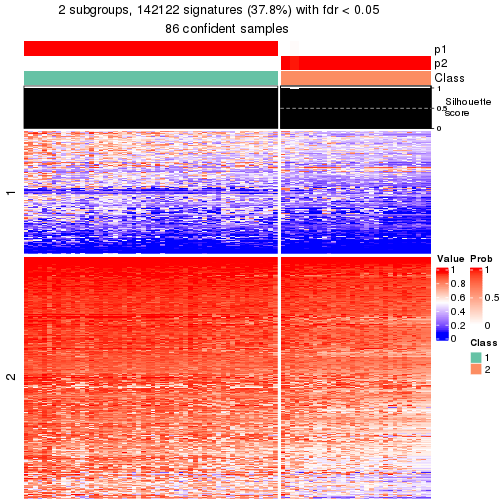 2 subgroups, 142122 signatures (37.8%) with fdr < 0.05
86 confident samples
p1
p2
Class
1
0.5
0
Silhouette
score
1
2
Value
1
0.8
0.6
0.4
0.2
0
Prob
1
0.5
0
Class
1
2